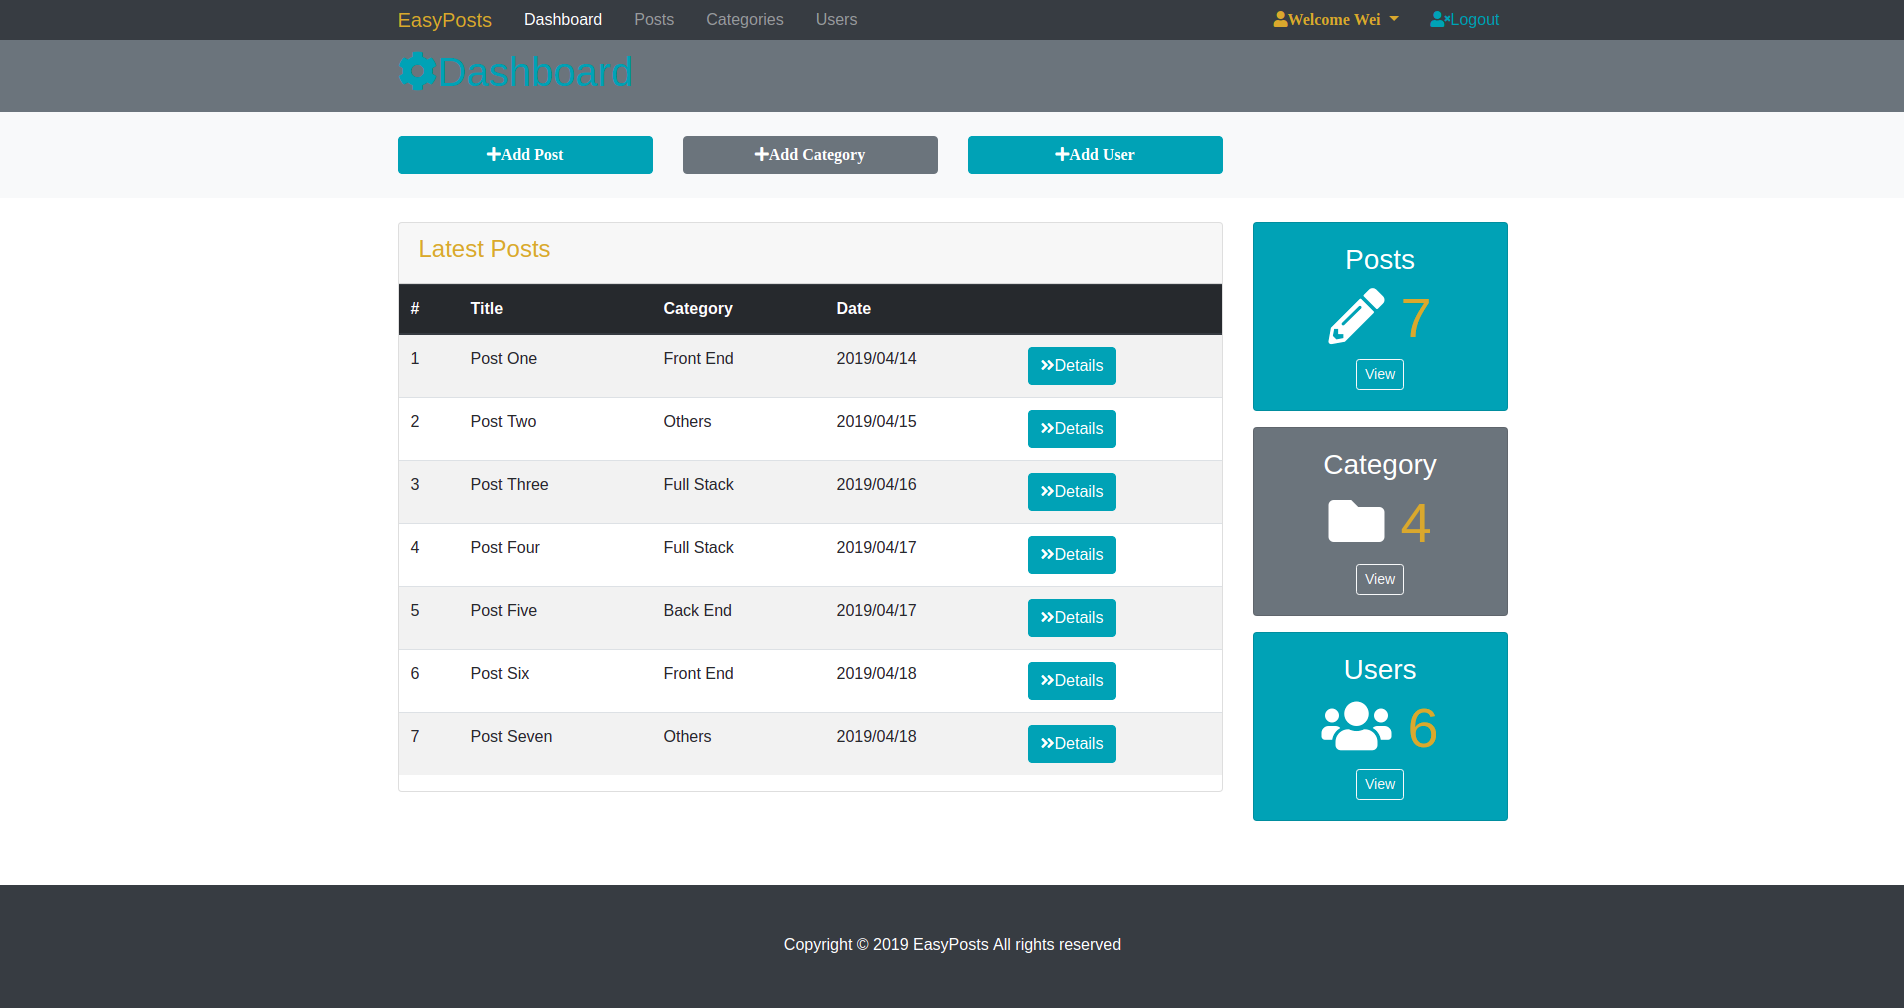 EasyPosts Dashboard Posts Categories Users Welcome Wei Logout
Dashboard
Add Post Add Category Add User
Latest Posts
# Title Category Date
1 Post One Front End 2019/04/14 Details
2 Post Two Others 2019/04/15 Details
3 Post Three Full Stack 2019/04/16 Details
4 Post Four Full Stack 2019/04/17 Details
5 Post Five Back End 2019/04/17 Details
6 Post Six Front End 2019/04/18 Details
7 Post Seven Others 2019/04/18 Details
Posts
7
View
Category
4
View
Users
6
View
Copyright © 2019 EasyPosts All rights reserved